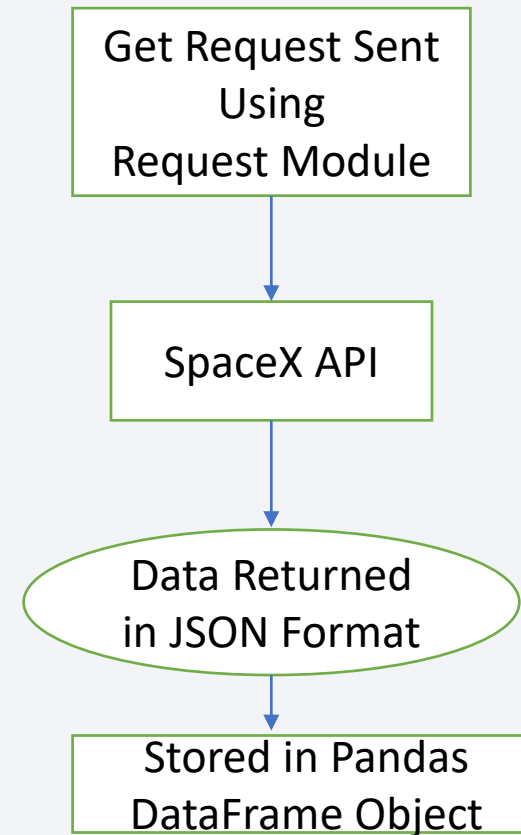 Get Request Sent
Using
Request Module
SpaceX API
Data Returned
in JSON Format
Stored in Pandas
DataFrame Object